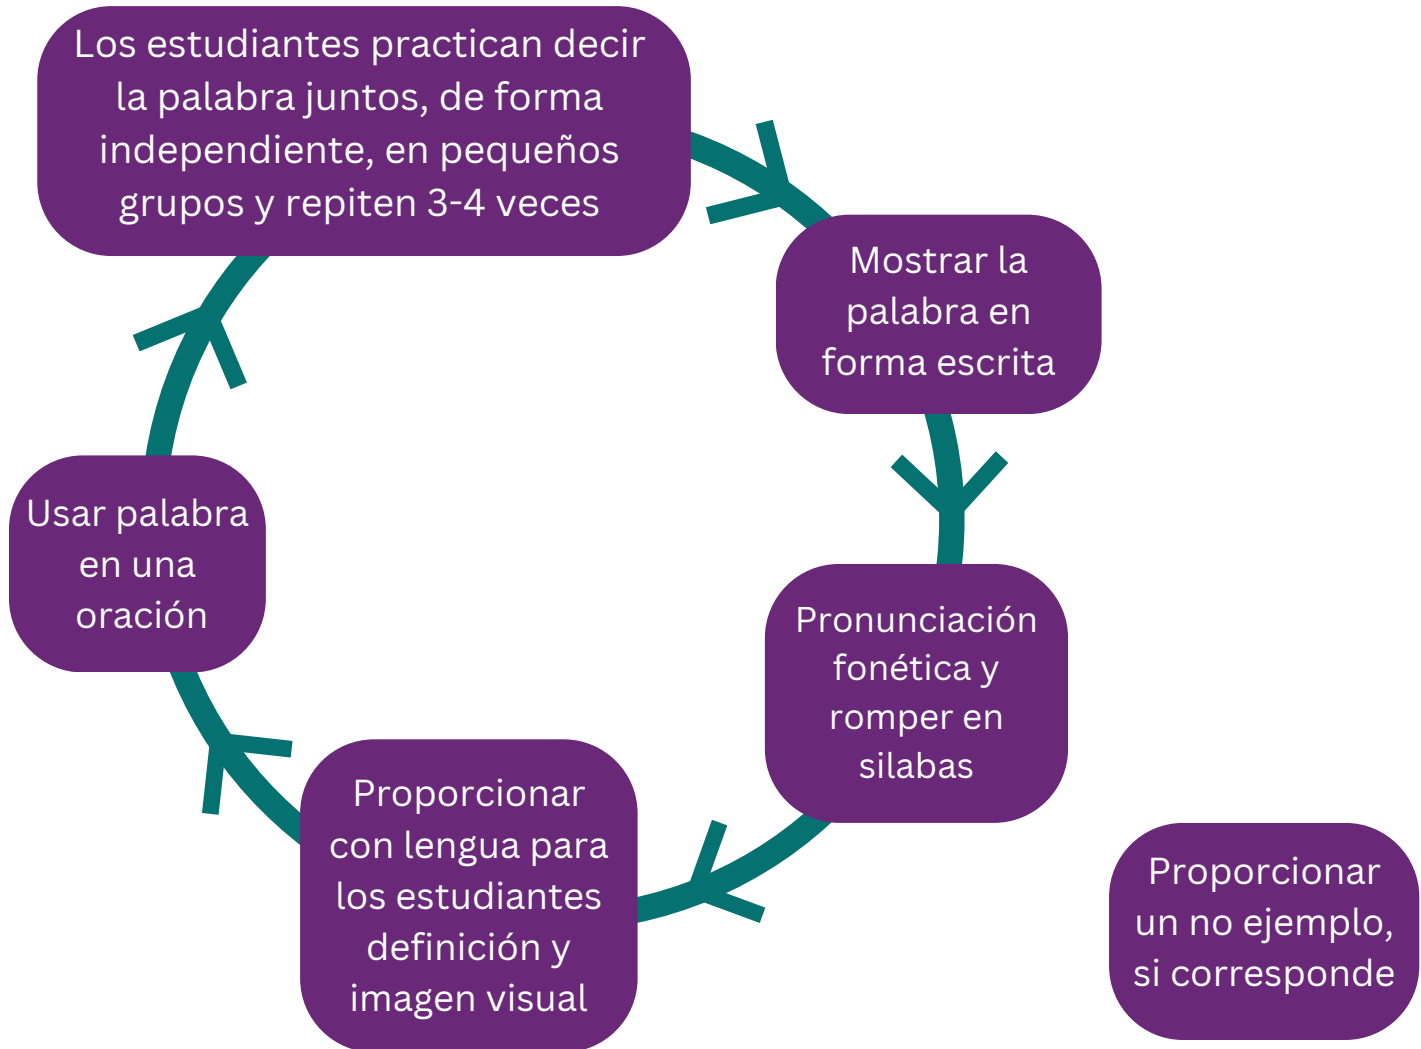 Los estudiantes practican decir
la palabra juntos, de forma
independiente, en pequeños
grupos y repiten 3-4 veces
Mostrar la
palabra en
forma escrita
Pronunciación
fonética y
romper en
silabas
Proporcionar
con lengua para
los estudiantes
definición y
imagen visual
Usar palabra
en una
oración
Proporcionar
un no ejemplo,
si corresponde